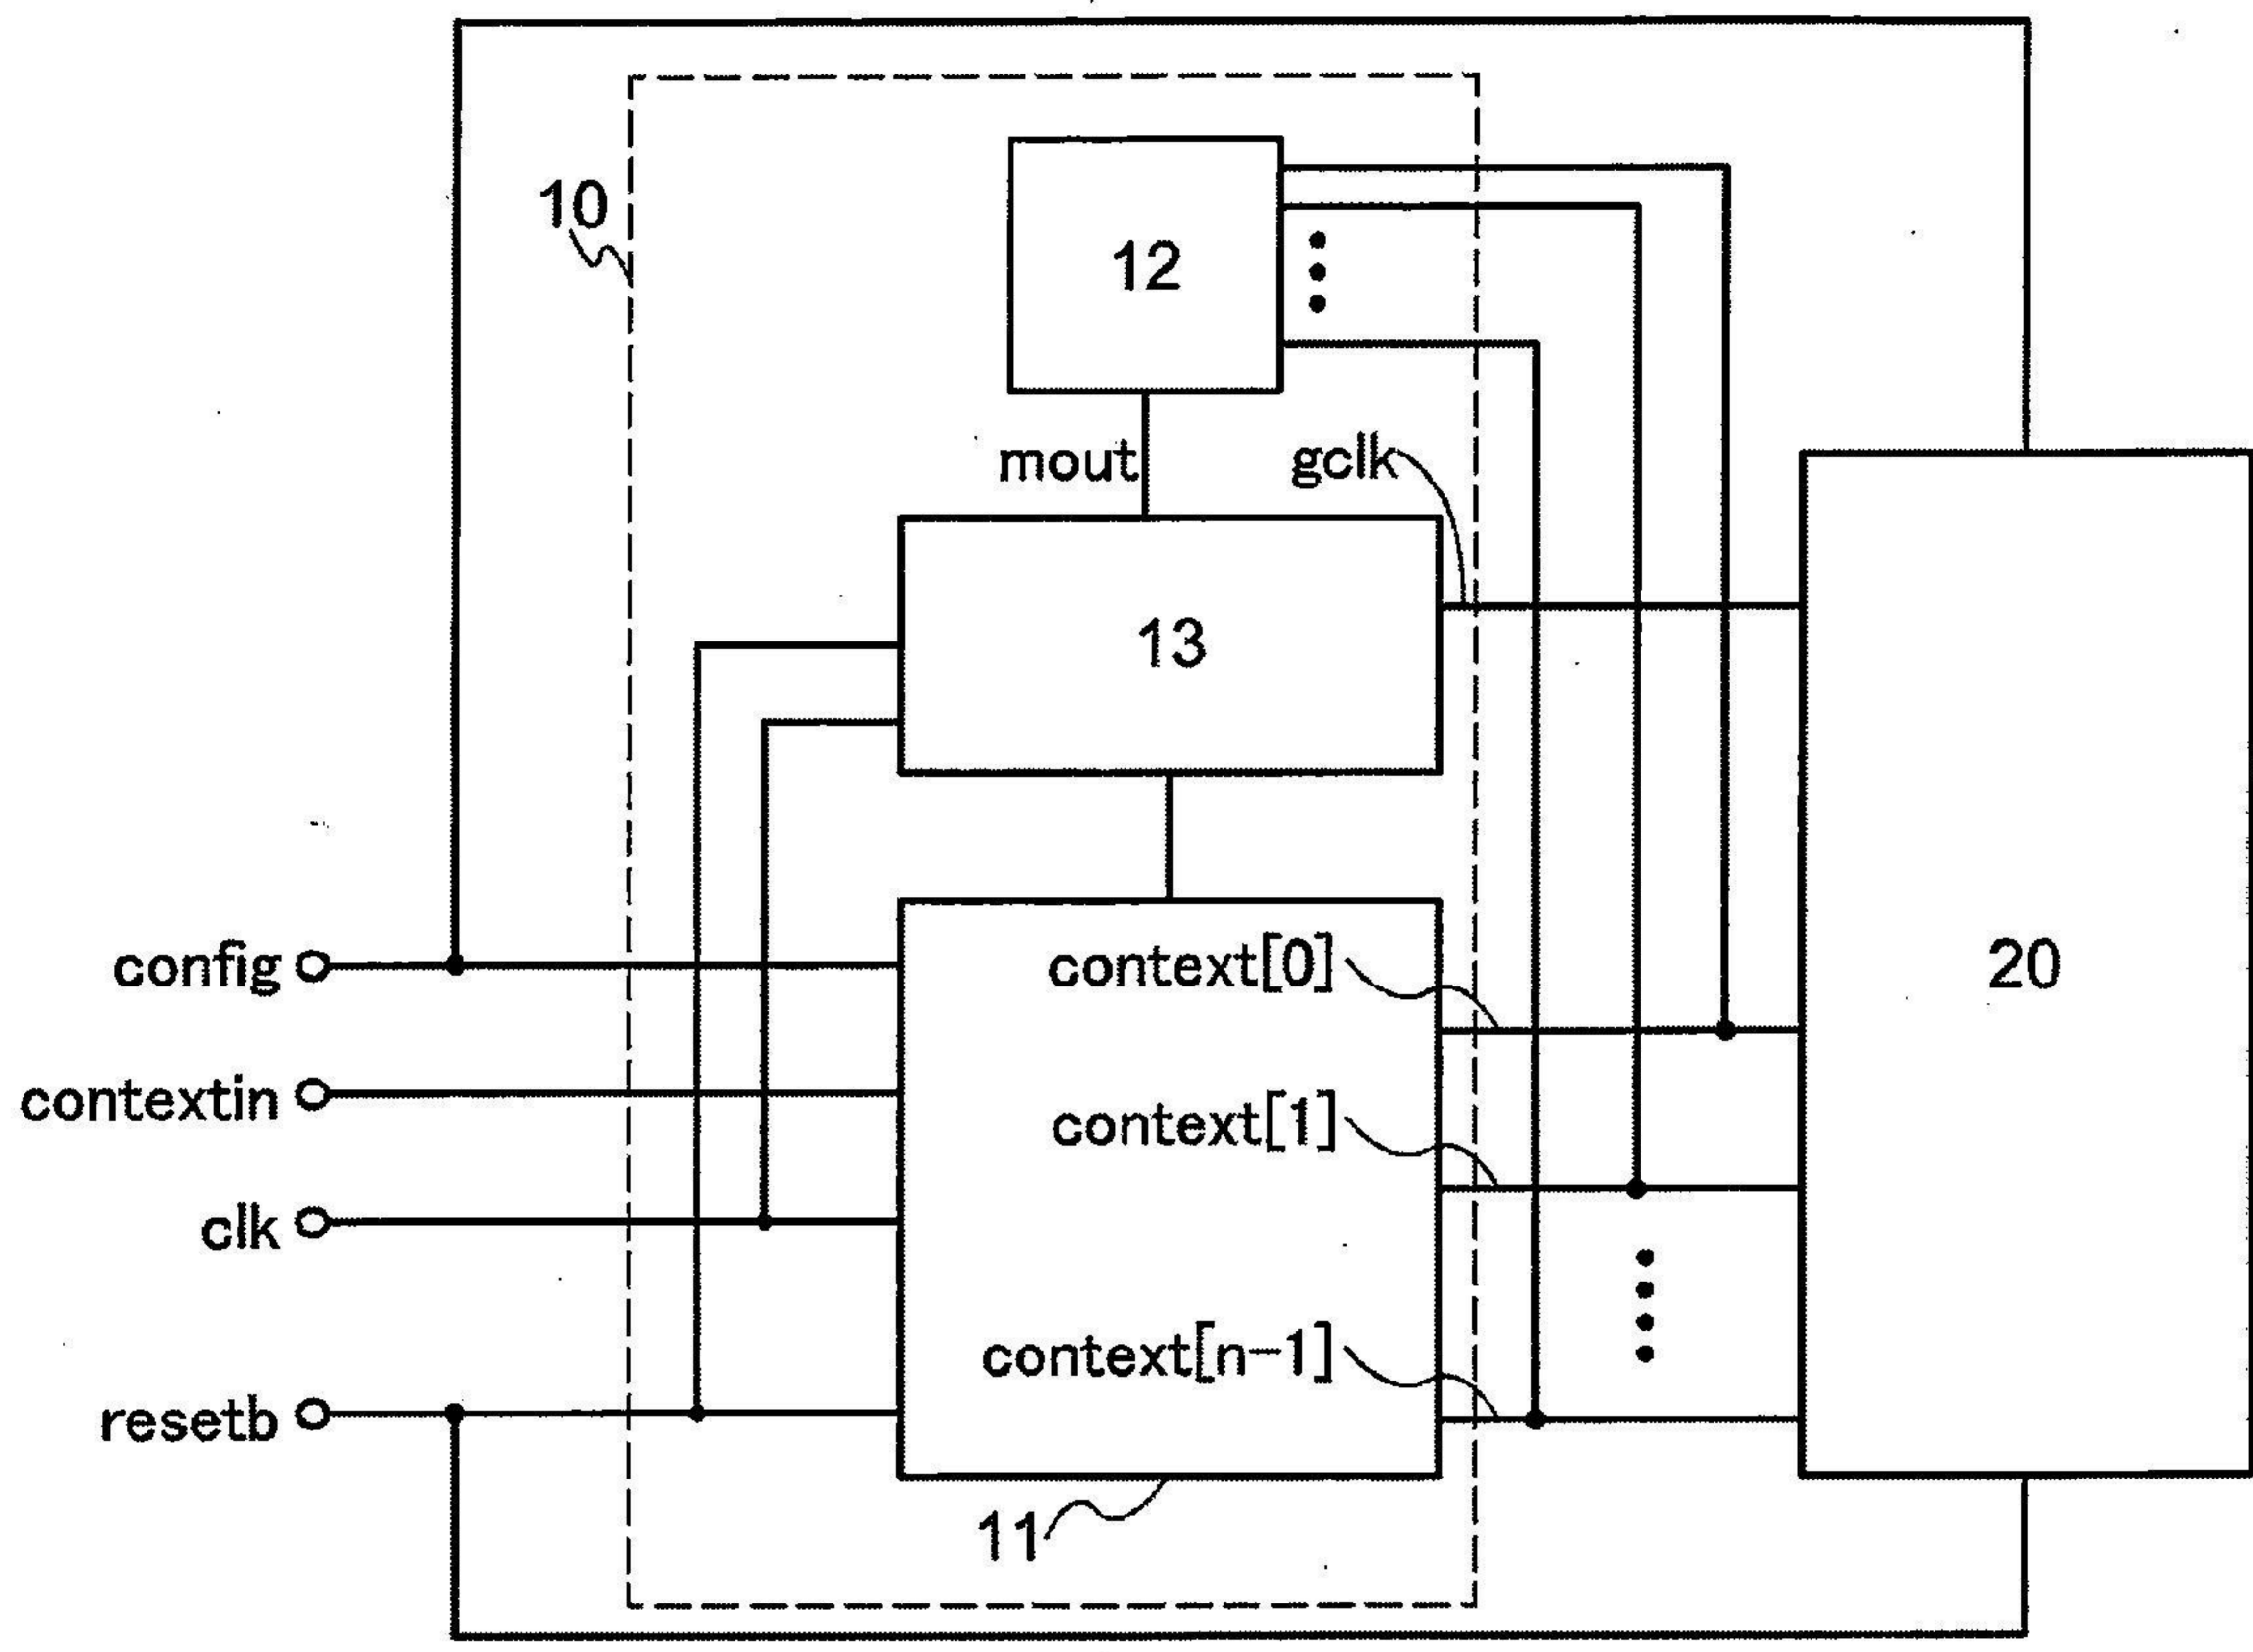 10
12
mout
gclk
13
config
context[0]
20
contextin
context[1]
clk
context[n-1]
resetb
11